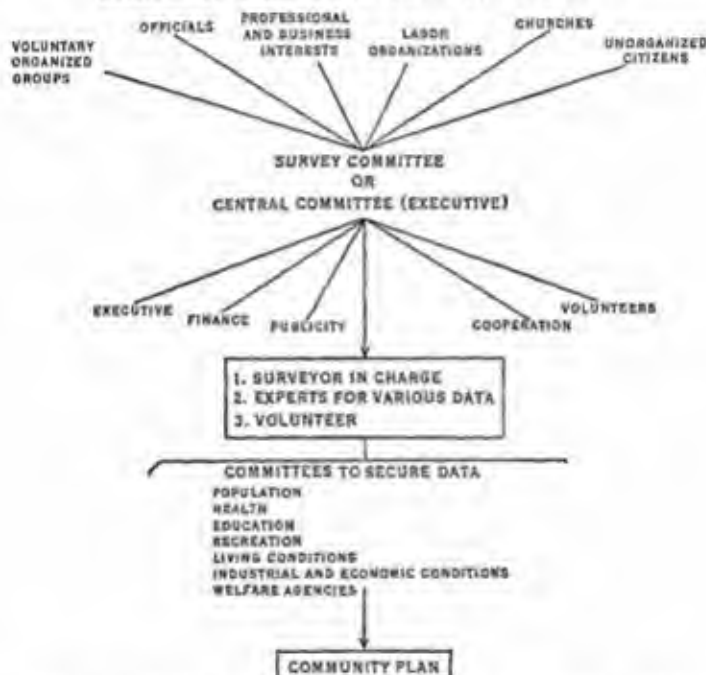 VOLUNTARY
ORGANIZED
GROUPS
OFFICIALS
PROFESSIONAL
AND BUSINESS
INTERESTS
LABOR
ORGANIZATIONS
CHURCHES
UNORGANIZED
CITIZENS
SURVEY COMMITTEE
OR
CENTRAL COMMITTEE (EXECUTIVE)
EXECUTIVE
FINANCE
PUBLICITY
COOPERATION
VOLUNTEERS
1. SURVEYOR IN CHARGE
2. EXPERTS FOR VARIOUS DATA
3. VOLUNTEER
COMMITTEES TO SECURE DATA
POPULATION
HEALTH
EDUCATION
RECREATION
LIVING CONDITIONS
INDUSTRIAL AND ECONOMIC CONDITIONS
WELFARE AGENCIES
COMMUNITY PLAN